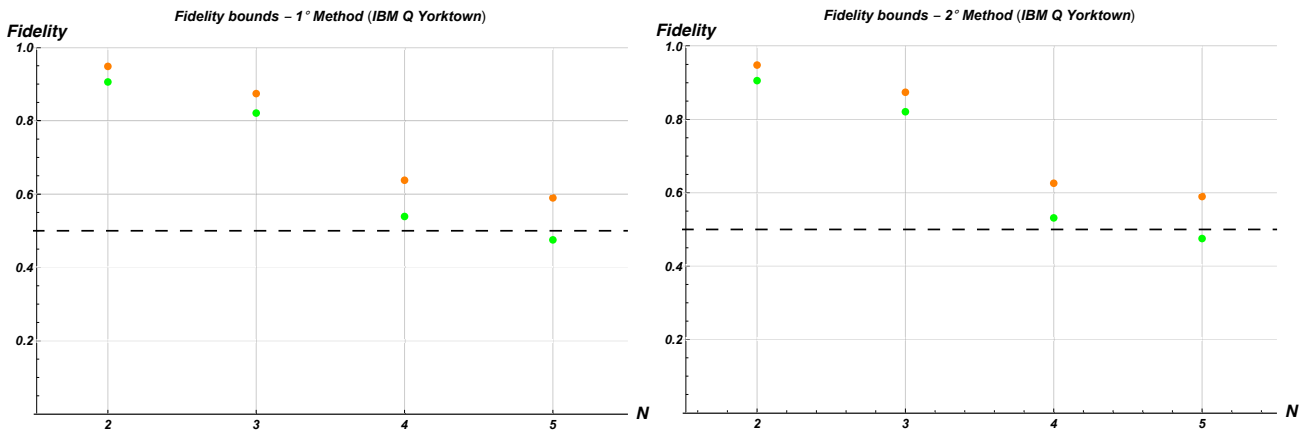 Fidelity bounds – 1° Method (IBM Q Yorktown)
Fidelity
1.0
0.8
0.6
0.4
0.2
2 3 4 5
N
Fidelity bounds – 2° Method (IBM Q Yorktown)
Fidelity
1.0
0.8
0.6
0.4
0.2
2 3 4 5
N